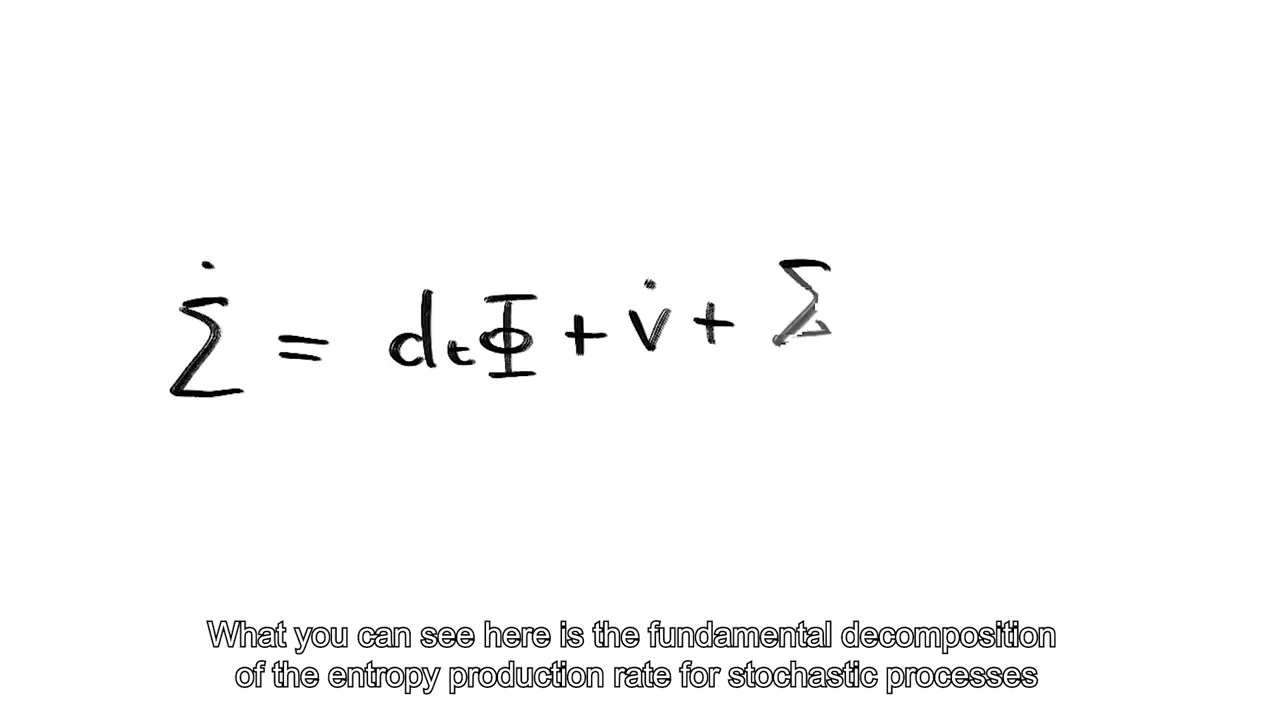 Σ̇ = dₜΦ + v̇ + Σ
What you can see here is the fundamental decomposition
of the entropy production rate for stochastic processes